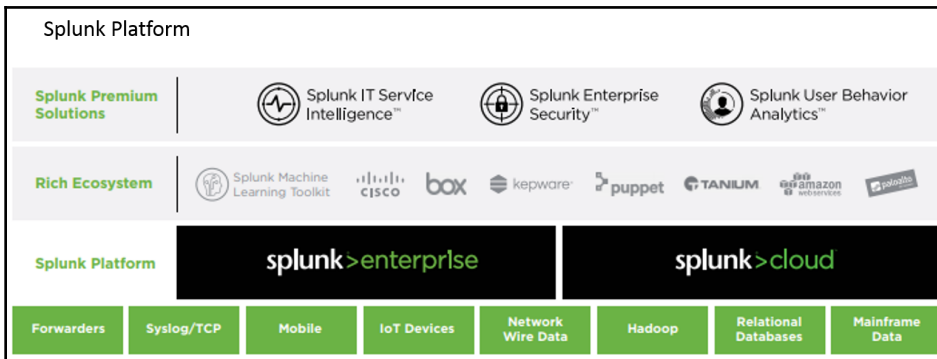 Splunk Platform
Splunk Premium
Solutions
Splunk IT Service
Intelligence™
Splunk Enterprise
Security™
Splunk User Behavior
Analytics™
Rich Ecosystem
Splunk Machine
Learning Toolkit
CISCO
box
kepware
puppet
TANIUM
amazon
webservices
paloalto
Splunk Platform
splunk>enterprise
splunk>cloud
Forwarders
Syslog/TCP
Mobile
IoT Devices
Network
Wire Data
Hadoop
Relational
Databases
Mainframe
Data